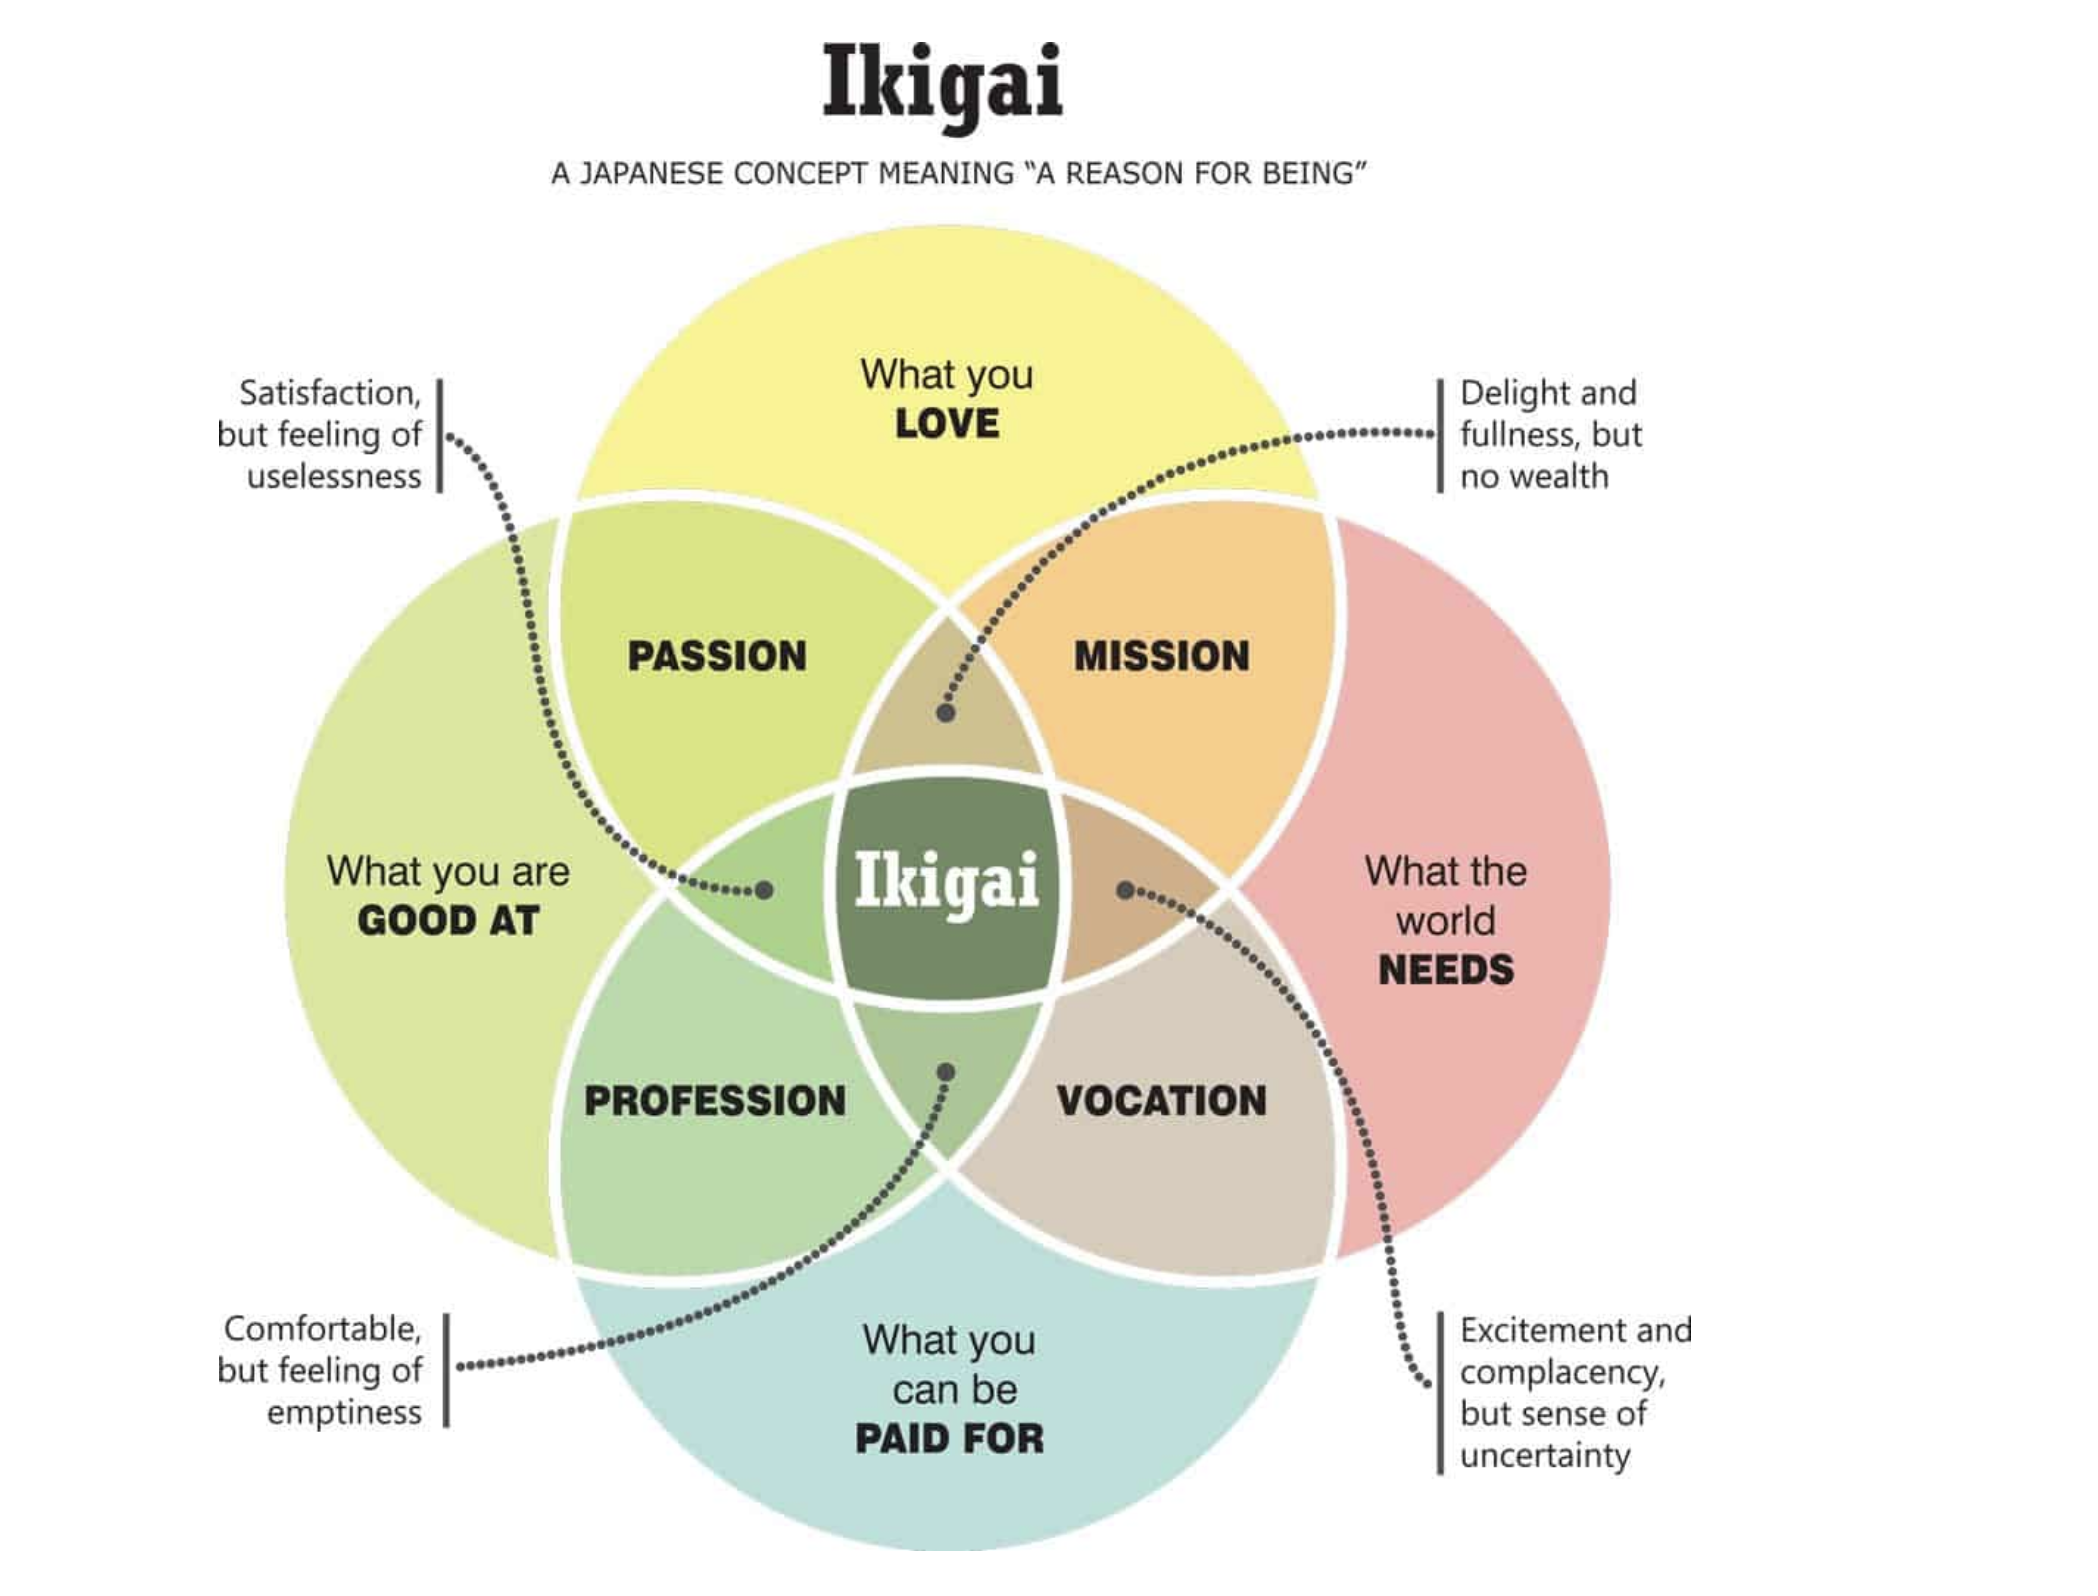 Ikigai
A JAPANESE CONCEPT MEANING “A REASON FOR BEING”
What you
LOVE
Satisfaction,
but feeling of
uselessness
Delight and
fullness, but
no wealth
PASSION
MISSION
What you are
GOOD AT
Ikigai
What the
world
NEEDS
PROFESSION
VOCATION
What you
can be
PAID FOR
Comfortable,
but feeling of
emptiness
Excitement and
complacency,
but sense of
uncertainty